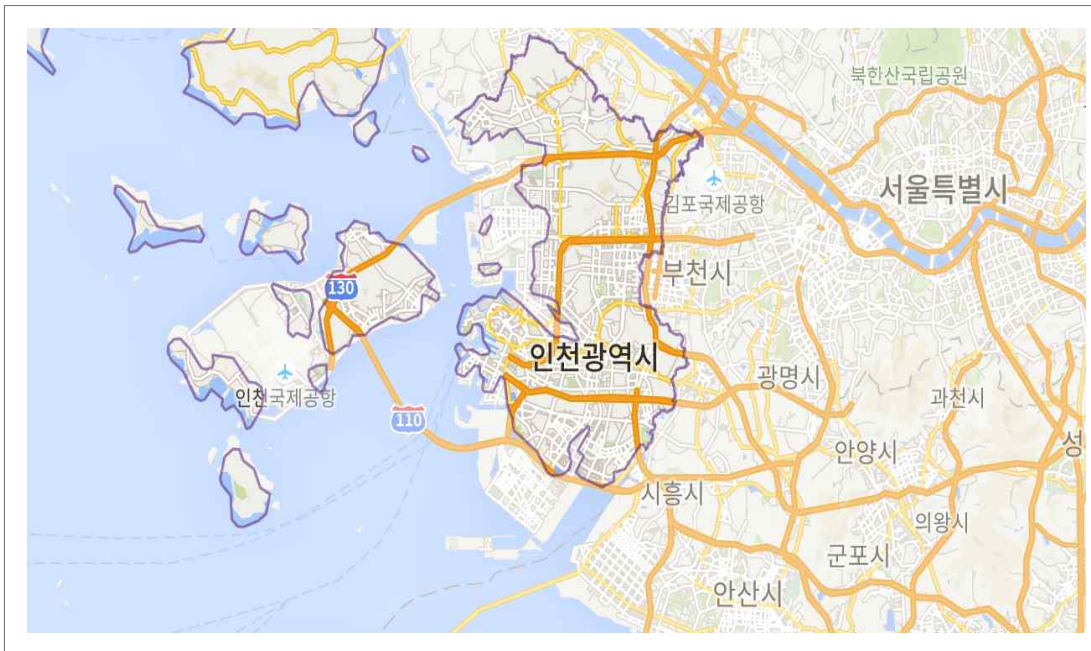 북한산국립공원
서울특별시
김포국제공항
부천시
130
인천광역시
광명시
인천국제공항
과천시
110
성
안양시
시흥시
의왕시
군포시
안산시